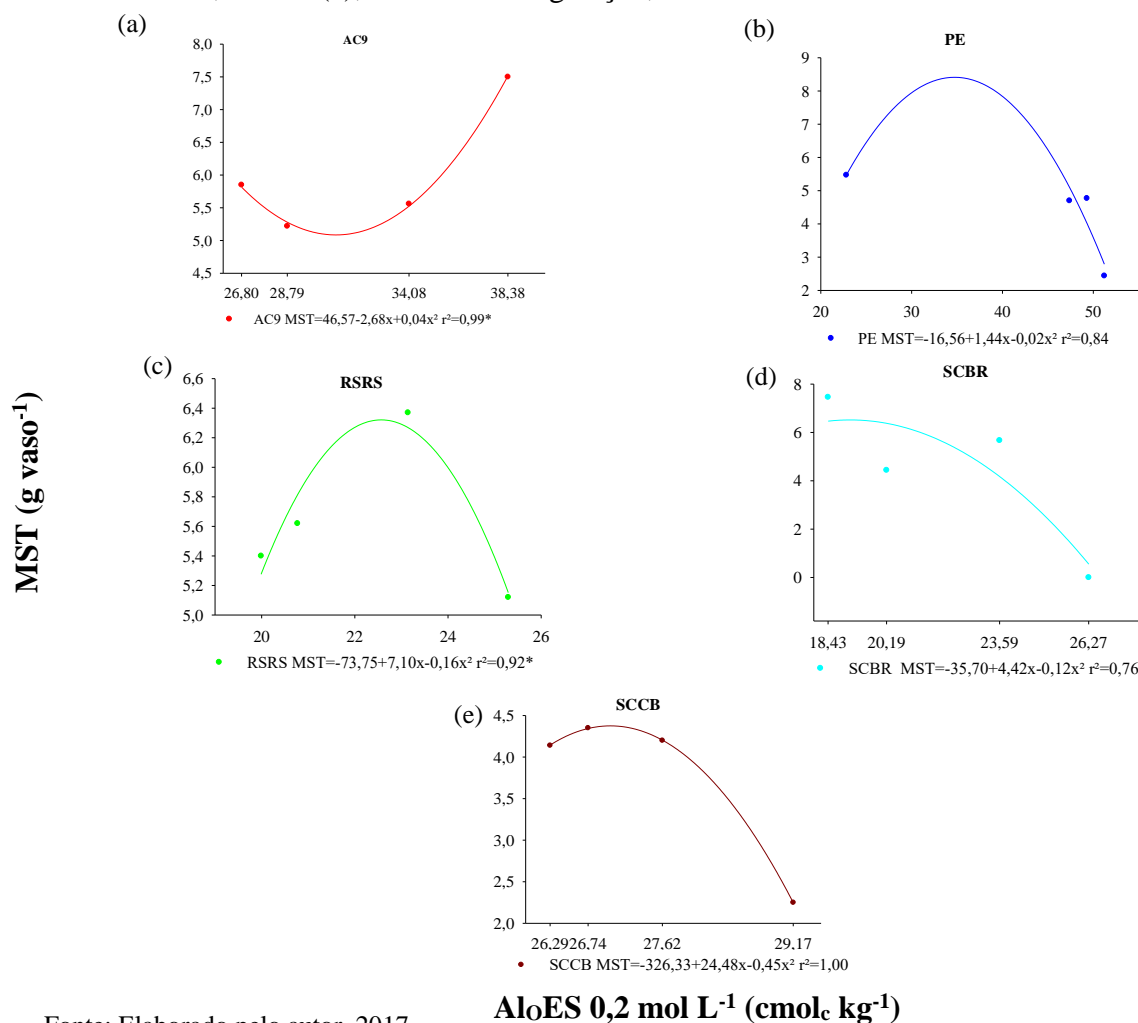 (a)
AC9
8,0
7,5
7,0
6,5
6,0
5,5
5,0
4,5
26,80 28,79 34,08 38,38
AC9 MST=46,57-2,68x+0,04x² r²=0,99*
(b)
PE
9
8
7
6
5
4
3
2
20 30 40 50
PE MST=-16,56+1,44x-0,02x² r²=0,84
(c)
RSRS
6,6
6,4
6,2
6,0
5,8
5,6
5,4
5,2
5,0
20 22 24 26
RSRS MST=-73,75+7,10x-0,16x² r²=0,92*
(d)
SCBR
8
6
4
2
0
18,43 20,19 23,59 26,27
SCBR MST=-35,70+4,42x-0,12x² r²=0,76
MST (g vaso⁻¹)
(e)
SCCB
4,5
4,0
3,5
3,0
2,5
2,0
26,29 26,74 27,62 29,17
SCCB MST=-326,33+24,48x-0,45x² r²=1,00
AloES 0,2 mol L⁻¹ (cmolc kg⁻¹)